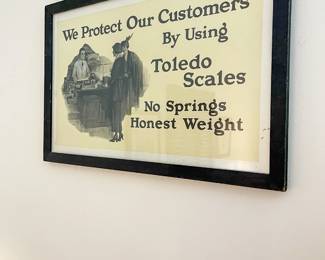 We Protect Our Customers
By Using
Toledo
Scales
No Springs
Honest Weight